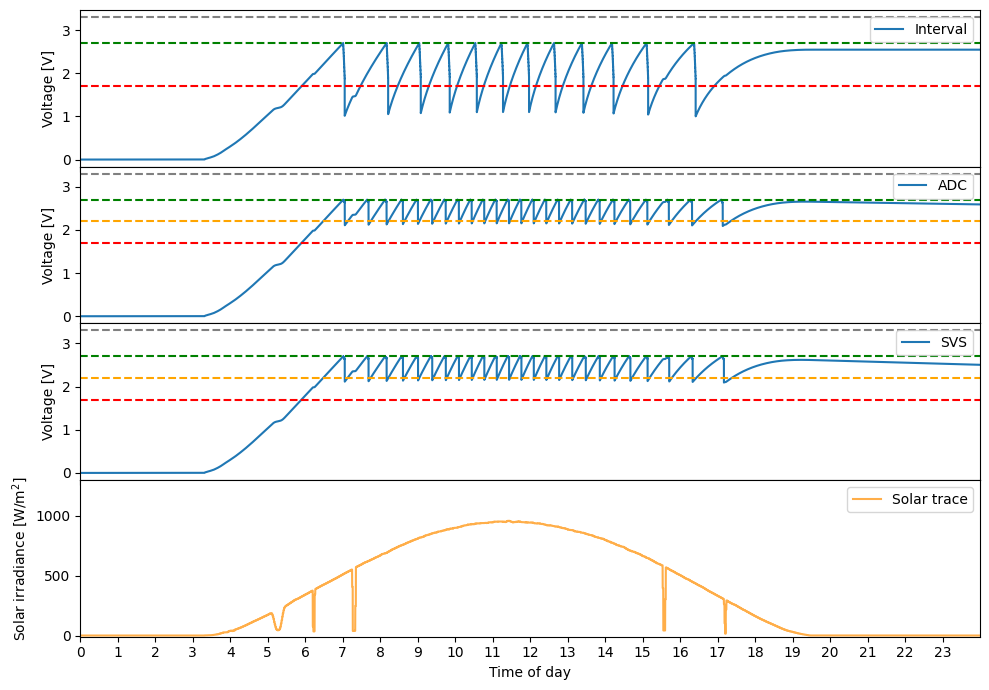 Interval
Voltage [V]
3
2
1
0
ADC
Voltage [V]
3
2
1
0
SVS
Voltage [V]
3
2
1
0
Solar trace
Solar irradiance [W/m²]
1000
500
0
0 1 2 3 4 5 6 7 8 9 10 11 12 13 14 15 16 17 18 19 20 21 22 23
Time of day